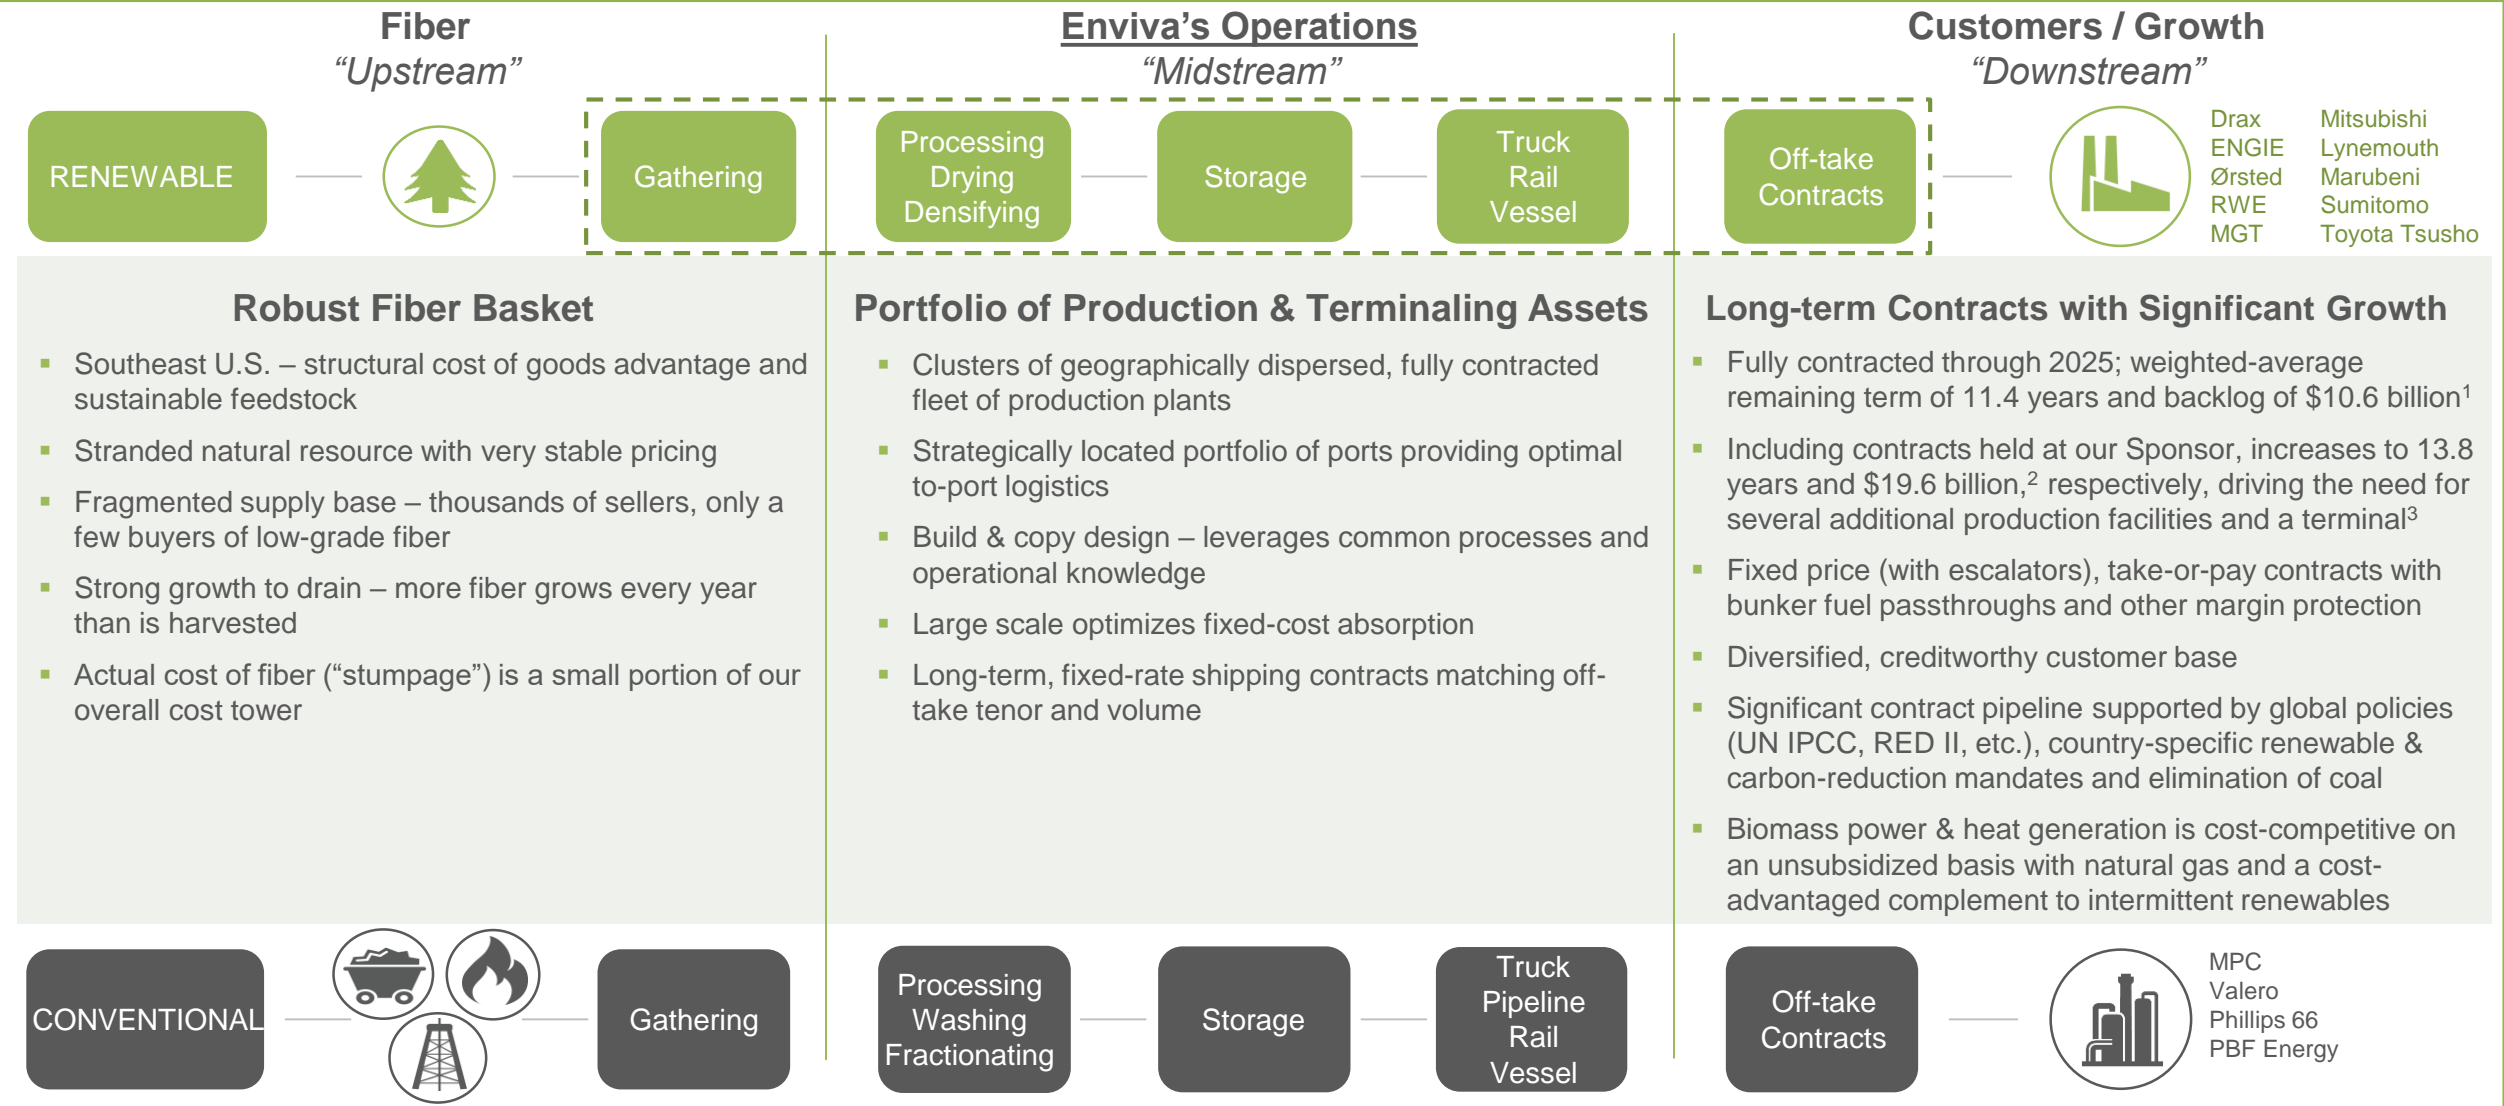 Fiber
“Upstream”
Enviva’s Operations
“Midstream”
Customers / Growth
“Downstream”
RENEWABLE
Gathering
Processing
Drying
Densifying
Storage
Truck
Rail
Vessel
Off-take
Contracts
Drax
ENGIE
Ørsted
RWE
MGT
Mitsubishi
Lynemouth
Marubeni
Sumitomo
Toyota Tsusho
Robust Fiber Basket
▪ Southeast U.S. – structural cost of goods advantage and
sustainable feedstock
▪ Stranded natural resource with very stable pricing
▪ Fragmented supply base – thousands of sellers, only a
few buyers of low-grade fiber
▪ Strong growth to drain – more fiber grows every year
than is harvested
▪ Actual cost of fiber (“stumpage”) is a small portion of our
overall cost tower
Portfolio of Production & Terminaling Assets
▪ Clusters of geographically dispersed, fully contracted
fleet of production plants
▪ Strategically located portfolio of ports providing optimal
to-port logistics
▪ Build & copy design – leverages common processes and
operational knowledge
▪ Large scale optimizes fixed-cost absorption
▪ Long-term, fixed-rate shipping contracts matching off-
take tenor and volume
Long-term Contracts with Significant Growth
▪ Fully contracted through 2025; weighted-average
remaining term of 11.4 years and backlog of $10.6 billion¹
▪ Including contracts held at our Sponsor, increases to 13.8
years and $19.6 billion,² respectively, driving the need for
several additional production facilities and a terminal³
▪ Fixed price (with escalators), take-or-pay contracts with
bunker fuel passthroughs and other margin protection
▪ Diversified, creditworthy customer base
▪ Significant contract pipeline supported by global policies
(UN IPCC, RED II, etc.), country-specific renewable &
carbon-reduction mandates and elimination of coal
▪ Biomass power & heat generation is cost-competitive on
an unsubsidized basis with natural gas and a cost-
advantaged complement to intermittent renewables
CONVENTIONAL
Gathering
Processing
Washing
Fractionating
Storage
Truck
Pipeline
Rail
Vessel
Off-take
Contracts
MPC
Valero
Phillips 66
PBF Energy